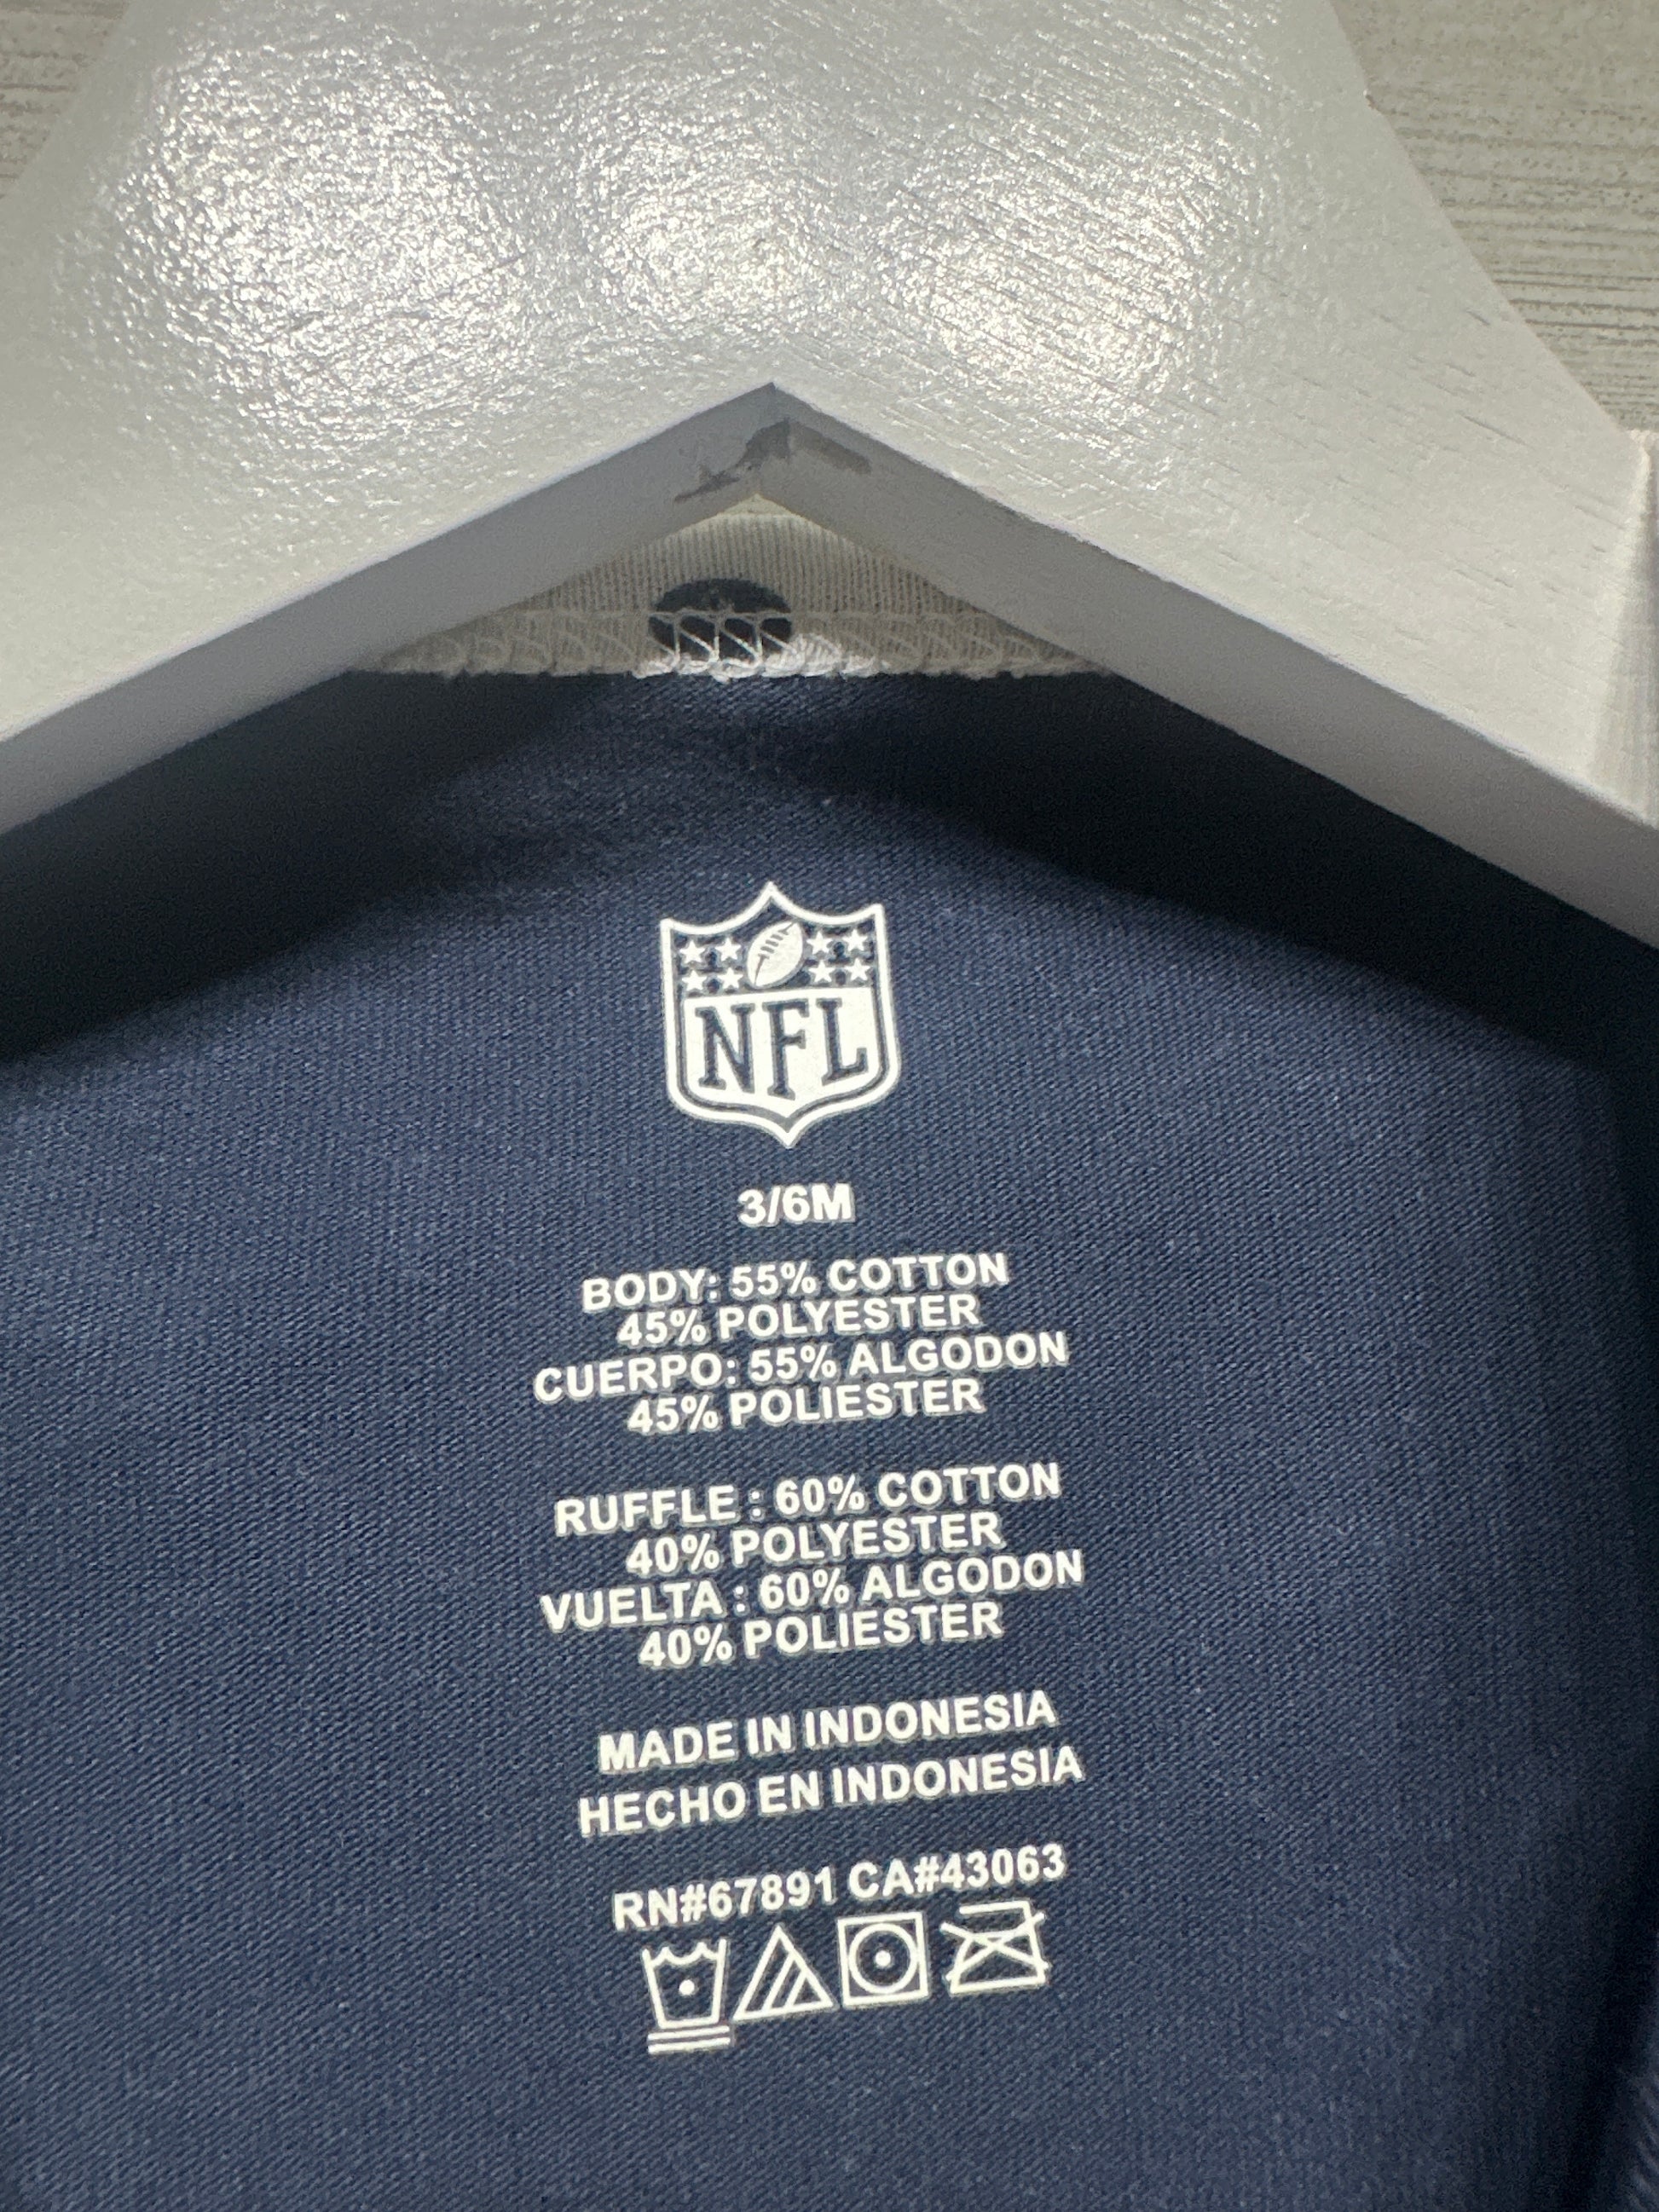 NFL
3/6M
BODY: 55% COTTON
45% POLYESTER
CUERPO: 55% ALGODON
45% POLIESTER
RUFFLE : 60% COTTON
40% POLYESTER
VUELTA : 60% ALGODON
40% POLIESTER
MADE IN INDONESIA
HECHO EN INDONESIA
RN#67891 CA#43063